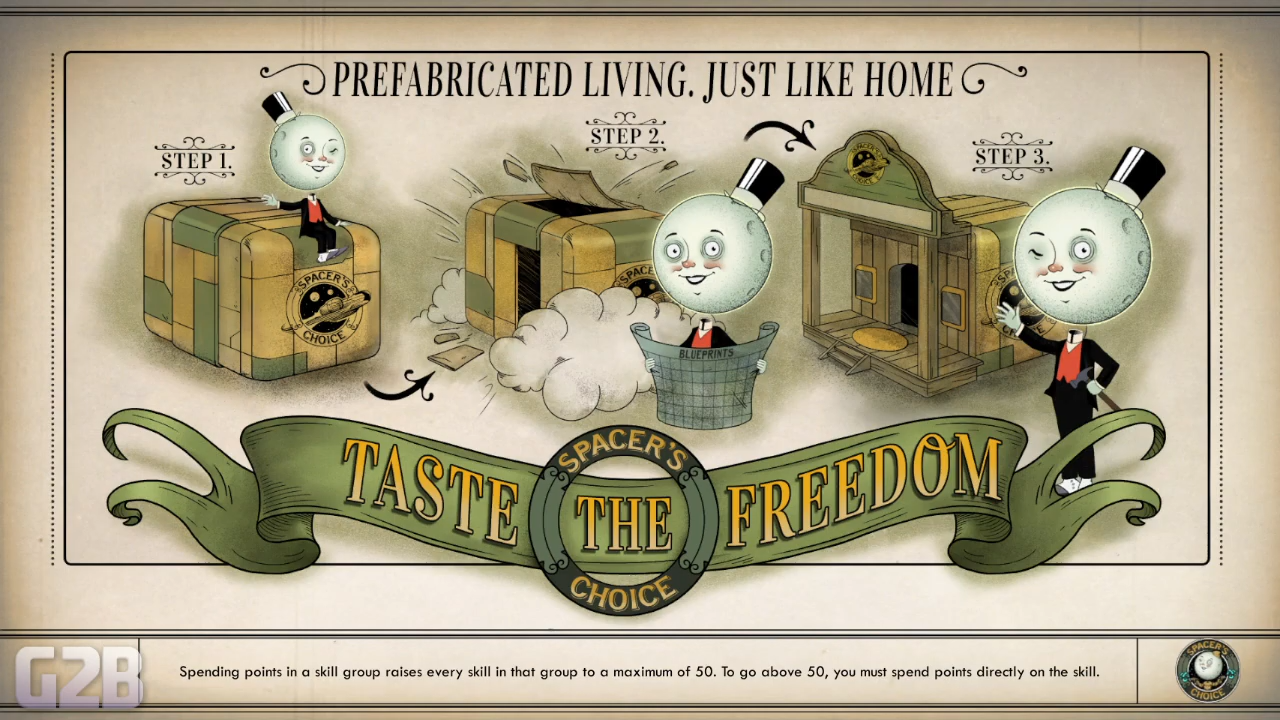 PREFABRICATED LIVING. JUST LIKE HOME
STEP 1.
STEP 2.
STEP 3.
SPACER'S
CHOICE
BLUEPRINTS
TASTE THE FREEDOM
SPACER'S
CHOICE
Spending points in a skill group raises every skill in that group to a maximum of 50. To go above 50, you must spend points directly on the skill.
G2B
SPACER'S
CHOICE